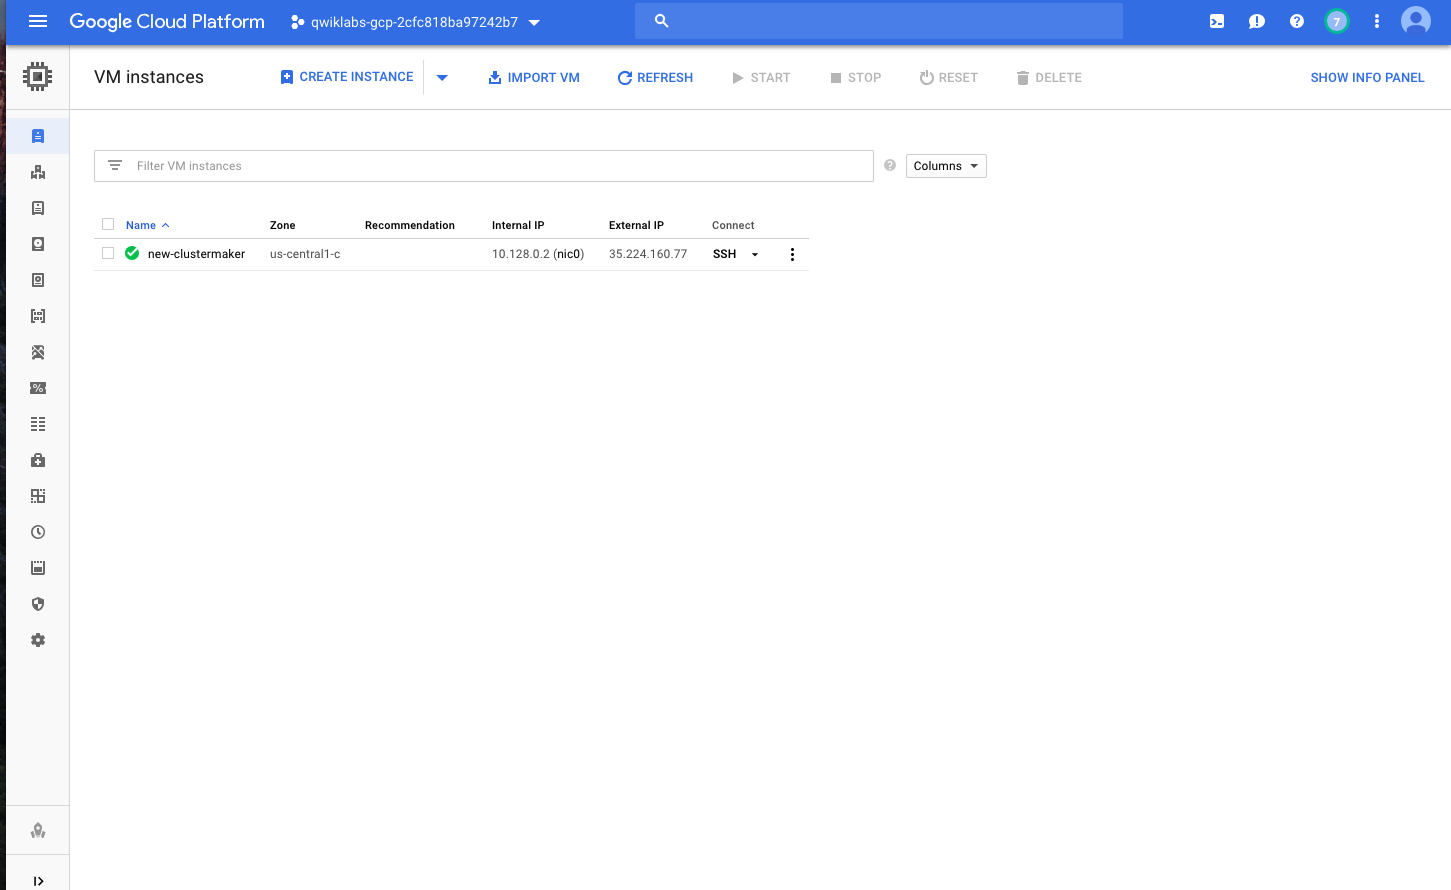 Google Cloud Platform qwiklabs-gcp-2cfc818ba97242b7 7
VM instances CREATE INSTANCE IMPORT VM REFRESH START STOP RESET DELETE SHOW INFO PANEL
Filter VM instances ? Columns
Name Zone Recommendation Internal IP External IP Connect
new-clustermaker us-central1-c 10.128.0.2 (nic0) 35.224.160.77 SSH